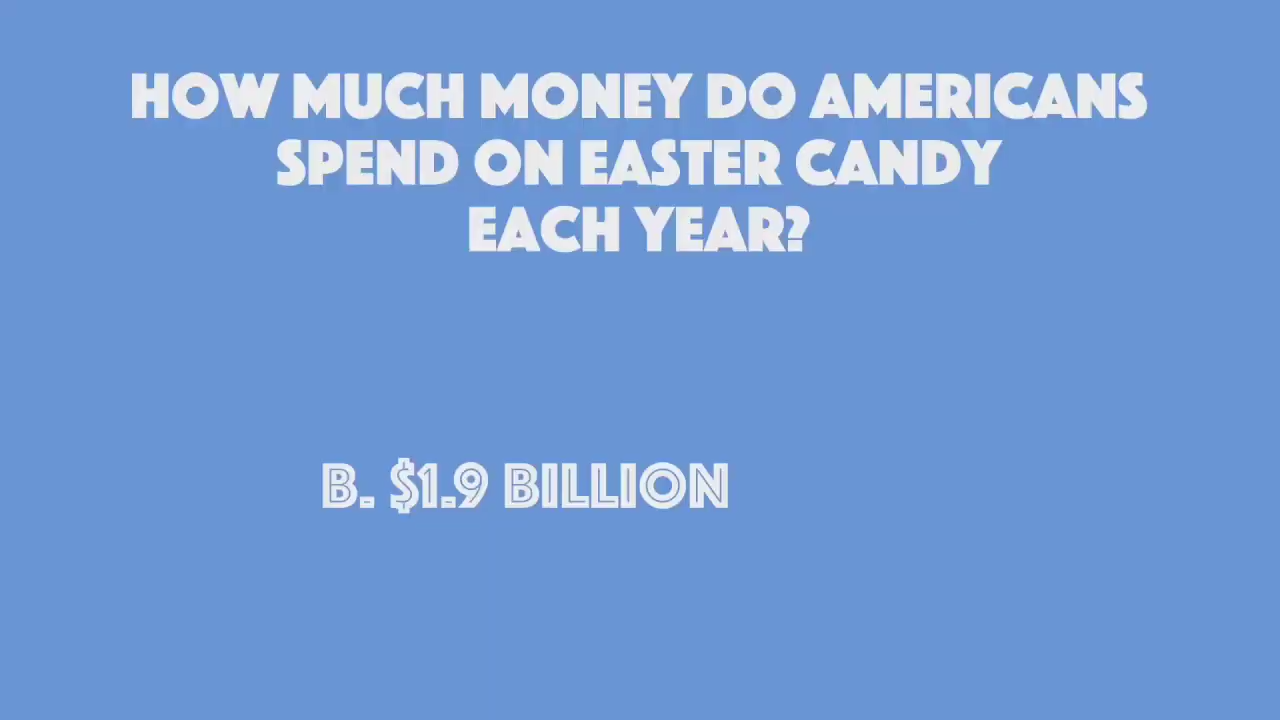 HOW MUCH MONEY DO AMERICANS
SPEND ON EASTER CANDY
EACH YEAR?
B. $1.9 BILLION